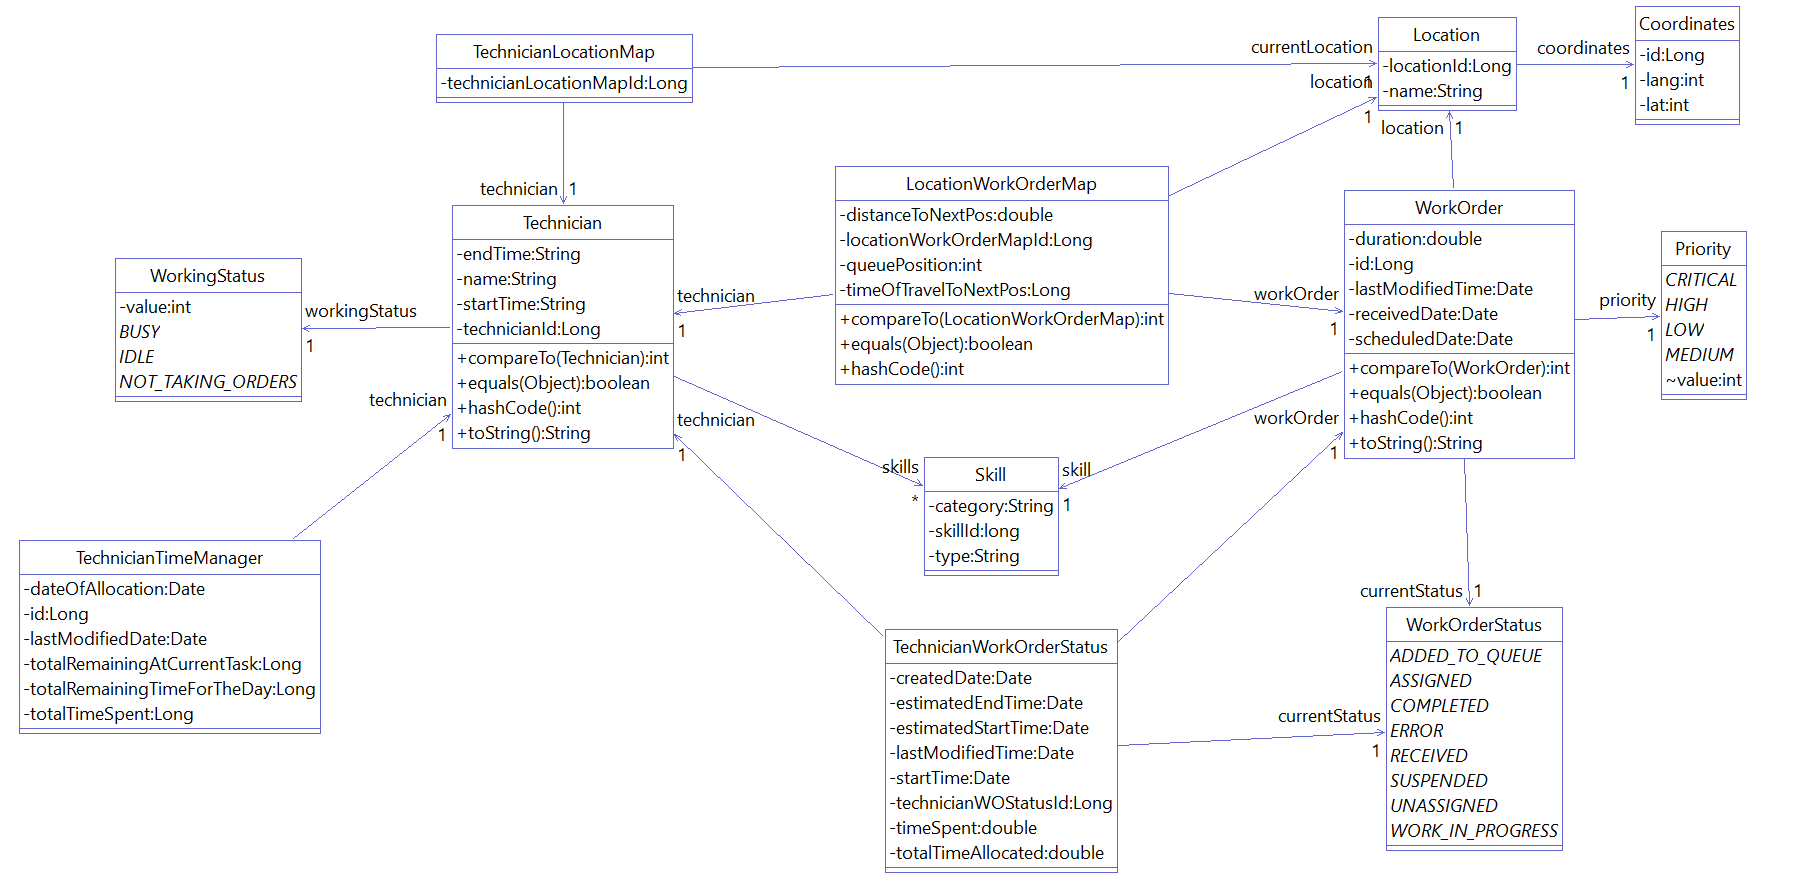 TechnicianLocationMap
-technicianLocationMapId:Long
currentLocation
1
location
1
Location
-locationId:Long
-name:String
coordinates
1
Coordinates
-id:Long
-lang:int
-lat:int
location 1
technician 1
Technician
-endTime:String
-name:String
-startTime:String
-technicianId:Long
+compareTo(Technician):int
+equals(Object):boolean
+hashCode():int
+toString():String
LocationWorkOrderMap
-distanceToNextPos:double
-locationWorkOrderMapId:Long
-queuePosition:int
-timeOfTravelToNextPos:Long
+compareTo(LocationWorkOrderMap):int
+equals(Object):boolean
+hashCode():int
WorkOrder
-duration:double
-id:Long
-lastModifiedTime:Date
-receivedDate:Date
-scheduledDate:Date
+compareTo(WorkOrder):int
+equals(Object):boolean
+hashCode():int
+toString():String
Priority
CRITICAL
HIGH
LOW
MEDIUM
~value:int
priority
1
WorkingStatus
-value:int
BUSY
IDLE
NOT_TAKING_ORDERS
workingStatus
1
technician
1
workOrder
1
technician
1
technician
1
workOrder
1
skills
*
Skill
-category:String
-skillId:long
-type:String
skill
1
TechnicianTimeManager
-dateOfAllocation:Date
-id:Long
-lastModifiedDate:Date
-totalRemainingAtCurrentTask:Long
-totalRemainingTimeForTheDay:Long
-totalTimeSpent:Long
TechnicianWorkOrderStatus
-createdDate:Date
-estimatedEndTime:Date
-estimatedStartTime:Date
-lastModifiedTime:Date
-startTime:Date
-technicianWOStatusId:Long
-timeSpent:double
-totalTimeAllocated:double
currentStatus
1
currentStatus 1
WorkOrderStatus
ADDED_TO_QUEUE
ASSIGNED
COMPLETED
ERROR
RECEIVED
SUSPENDED
UNASSIGNED
WORK_IN_PROGRESS